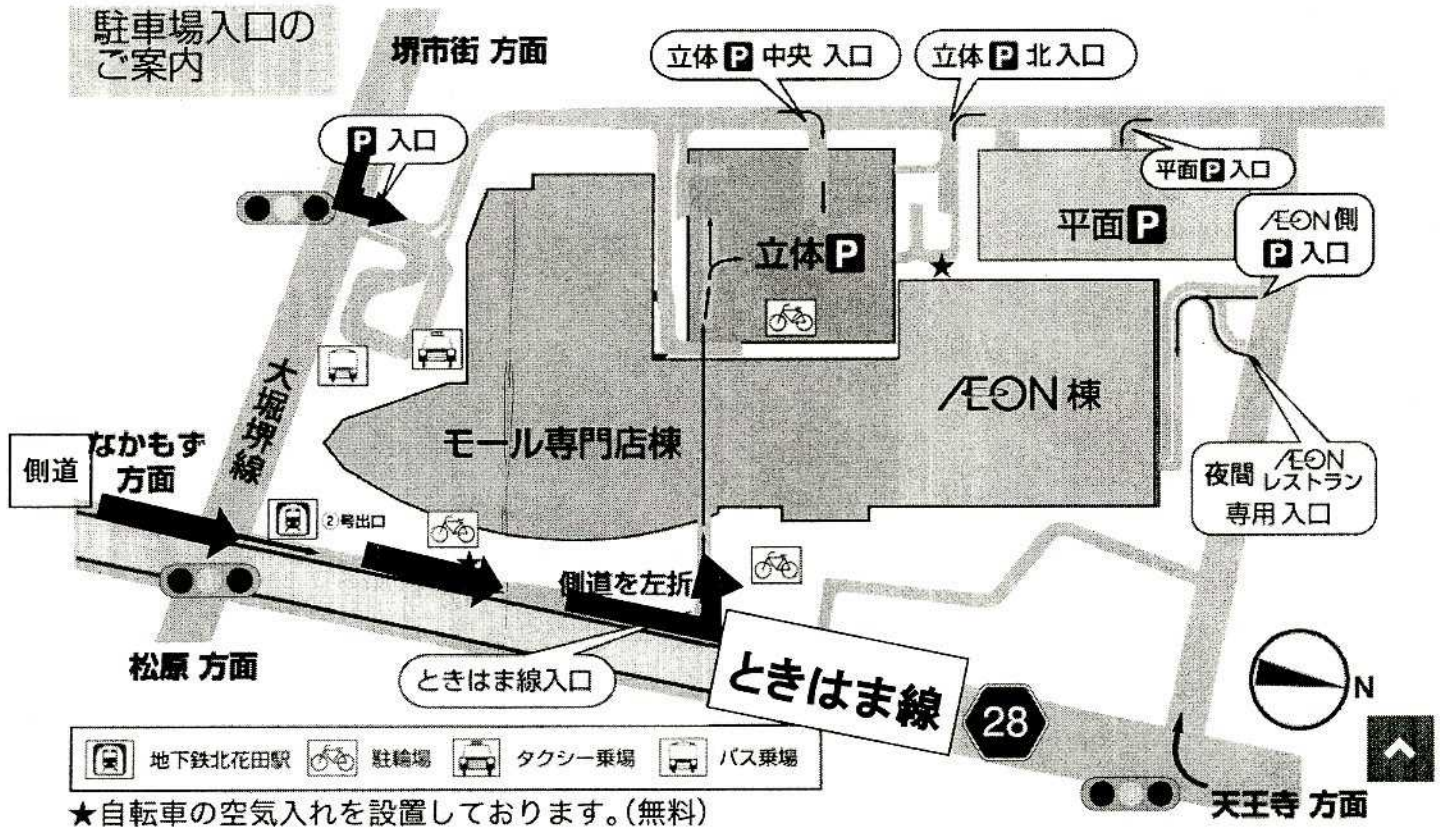 駐車場入口の
ご案内
堺市街 方面
立体 P 中央 入口
立体 P 北入口
P 入口
平面 P 入口
平面 P
ÆON側
P 入口
立体 P
大堀堺線
ÆON 棟
モール専門店棟
側道
なかもず
方面
夜間 ÆON
レストラン
専用 入口
②号出口
側道を左折
松原 方面
ときはま線入口
ときはま線
28
N
地下鉄北花田駅 駐輪場 タクシー乗場 バス乗場
天王寺 方面
★自転車の空気入れを設置しております。(無料)